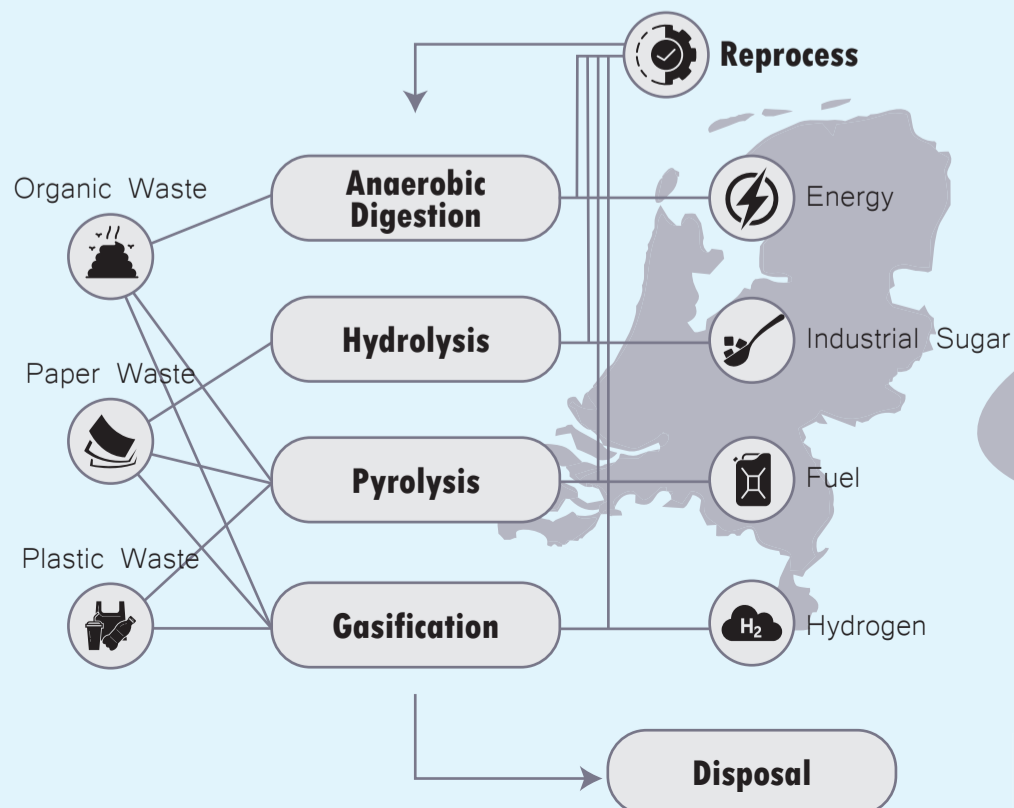 Reprocess
Organic Waste
Anaerobic
Digestion
Energy
Paper Waste
Hydrolysis
Industrial Sugar
Plastic Waste
Pyrolysis
Fuel
Gasification
H2
Hydrogen
Disposal